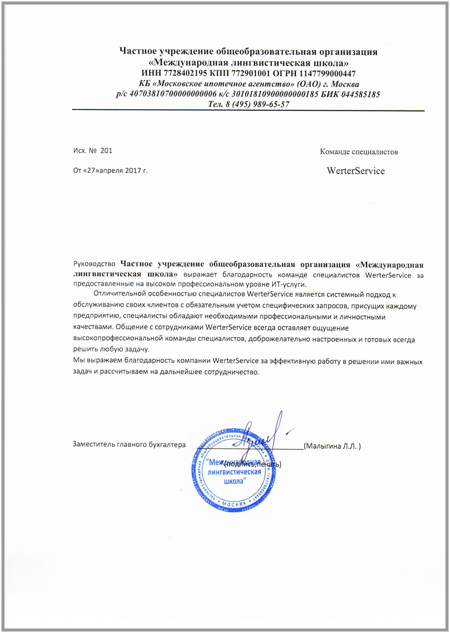 Частное учреждение общеобразовательная организация
«Международная лингвистическая школа»
ИНН 7728402195 КПП 772901001 ОГРН 1147799000447
КБ «Московское ипотечное агентство» (ОАО) г. Москва
р/с 40703810700000000006 к/с 30101810900000000185 БИК 044585185
Тел. 8 (495) 989-65-57
Исх. № 201
Команде специалистов
От «27»апреля 2017 г.
WerterService
Руководство Частное учреждение общеобразовательная организация «Международная
лингвистическая школа» выражает благодарность команде специалистов WerterService за
предоставленные на высоком профессиональном уровне ИТ-услуги.
Отличительной особенностью специалистов WerterService является системный подход к
обслуживанию своих клиентов с обязательным учетом специфических запросов, присущих каждому
предприятию, специалисты обладают необходимыми профессиональными и личностными
качествами. Общение с сотрудниками WerterService всегда оставляет ощущение
высокопрофессиональной команды специалистов, доброжелательно настроенных и готовых всегда
решить любую задачу.
Мы выражаем благодарность компании WerterService за эффективную работу в решении ими важных
задач и рассчитываем на дальнейшее сотрудничество.
Заместитель главного бухгалтера (Малыгина Л.Л. )
(подпись,печать)
"Международная
лингвистическая
школа"
МОСКВА